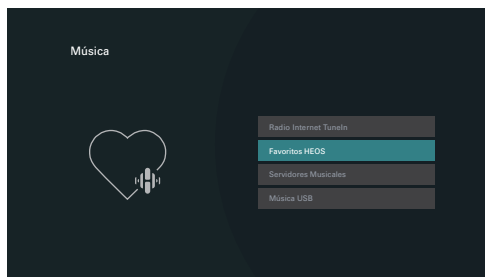 Música
Radio Internet TuneIn
Favoritos HEOS
Servidores Musicales
Música USB